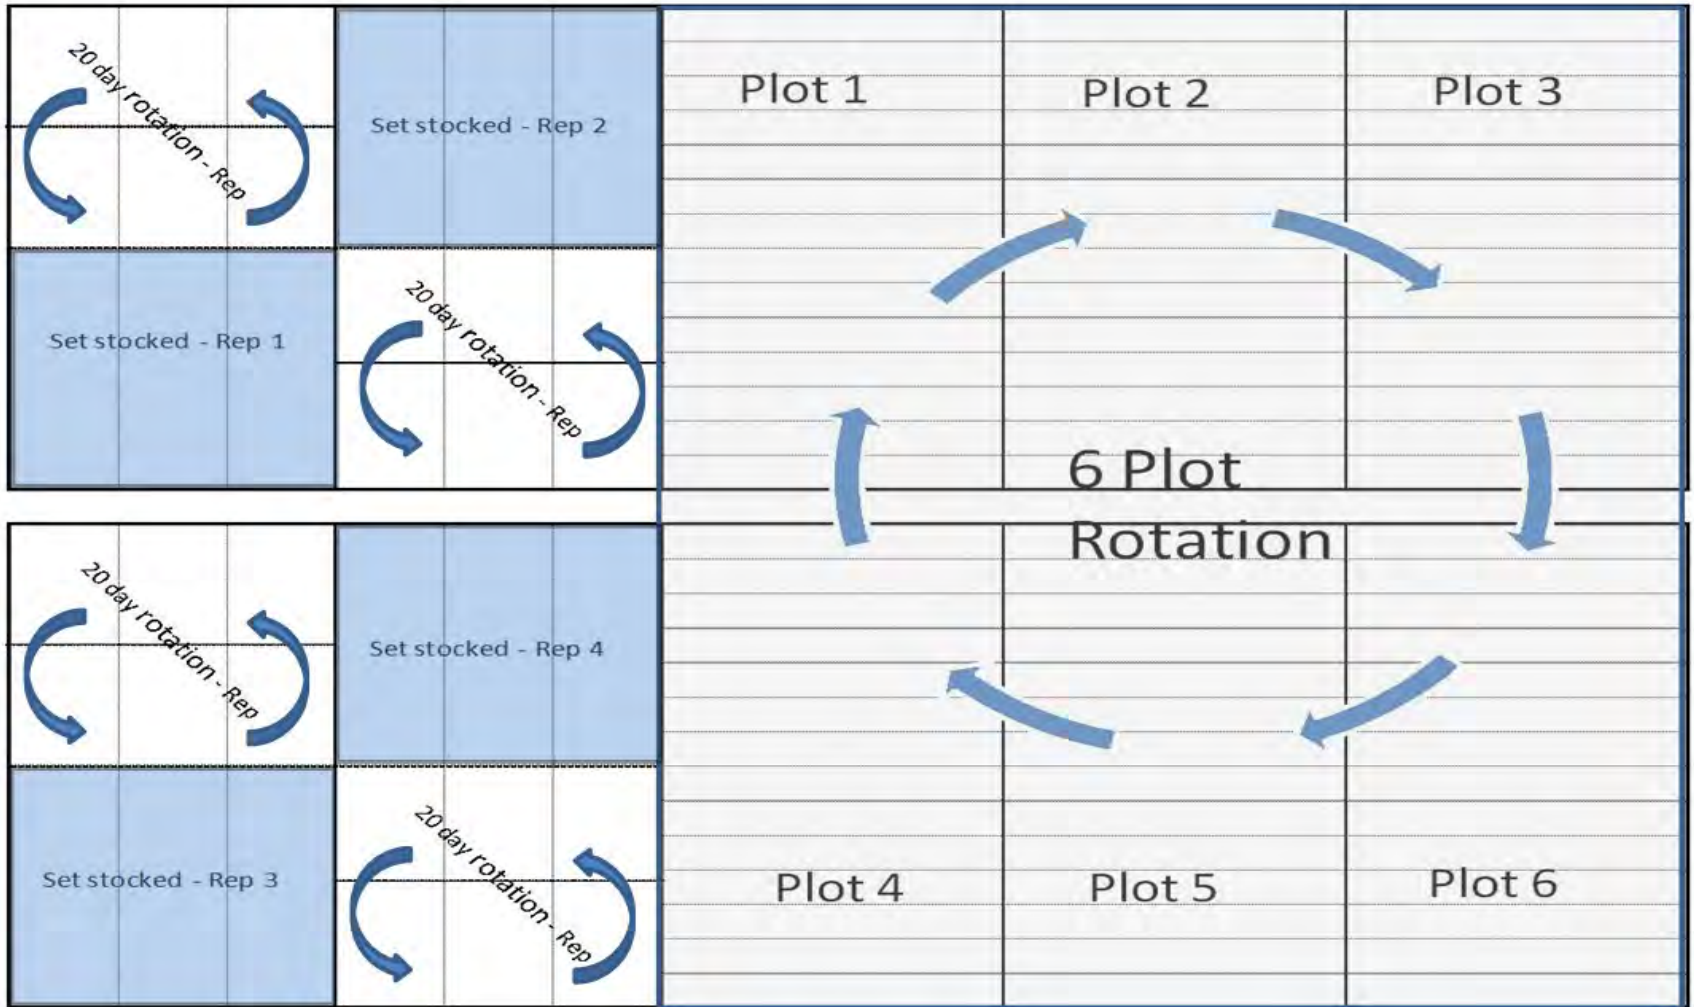 20 day rotation - Rep
Set stocked - Rep 2
Set stocked - Rep 1
20 day rotation - Rep
20 day rotation - Rep
Set stocked - Rep 4
Set stocked - Rep 3
20 day rotation - Rep
Plot 1
Plot 2
Plot 3
6 Plot
Rotation
Plot 4
Plot 5
Plot 6